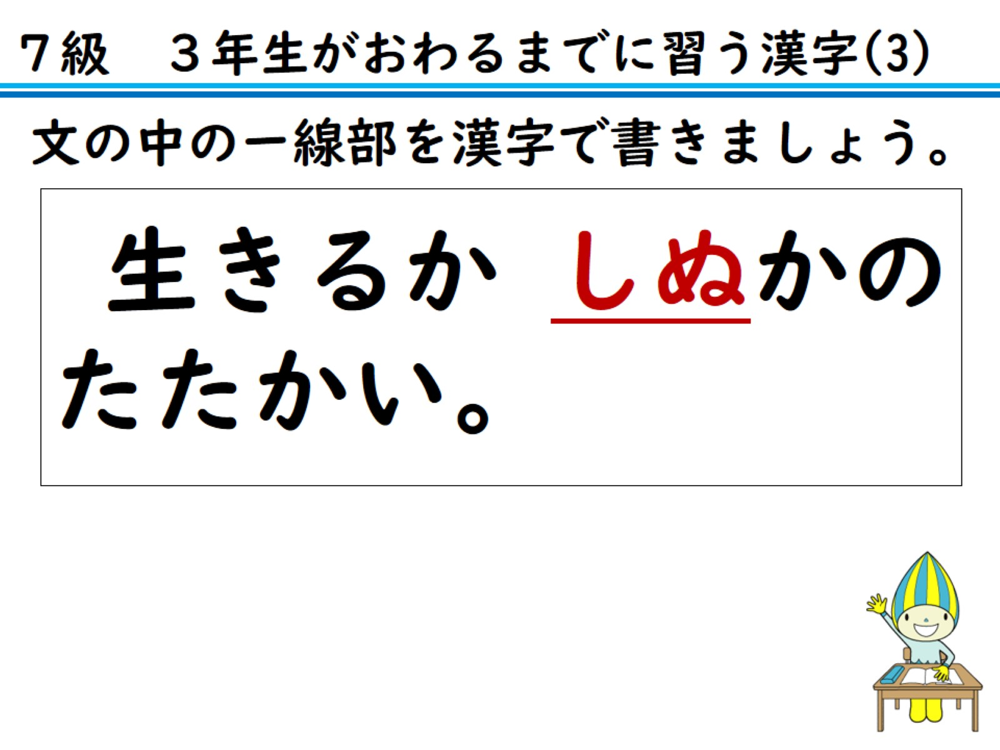 ７級　３年生がおわるまでに習う漢字(3)
文の中の一線部を漢字で書きましょう。
生きるか しぬかの
たたかい。